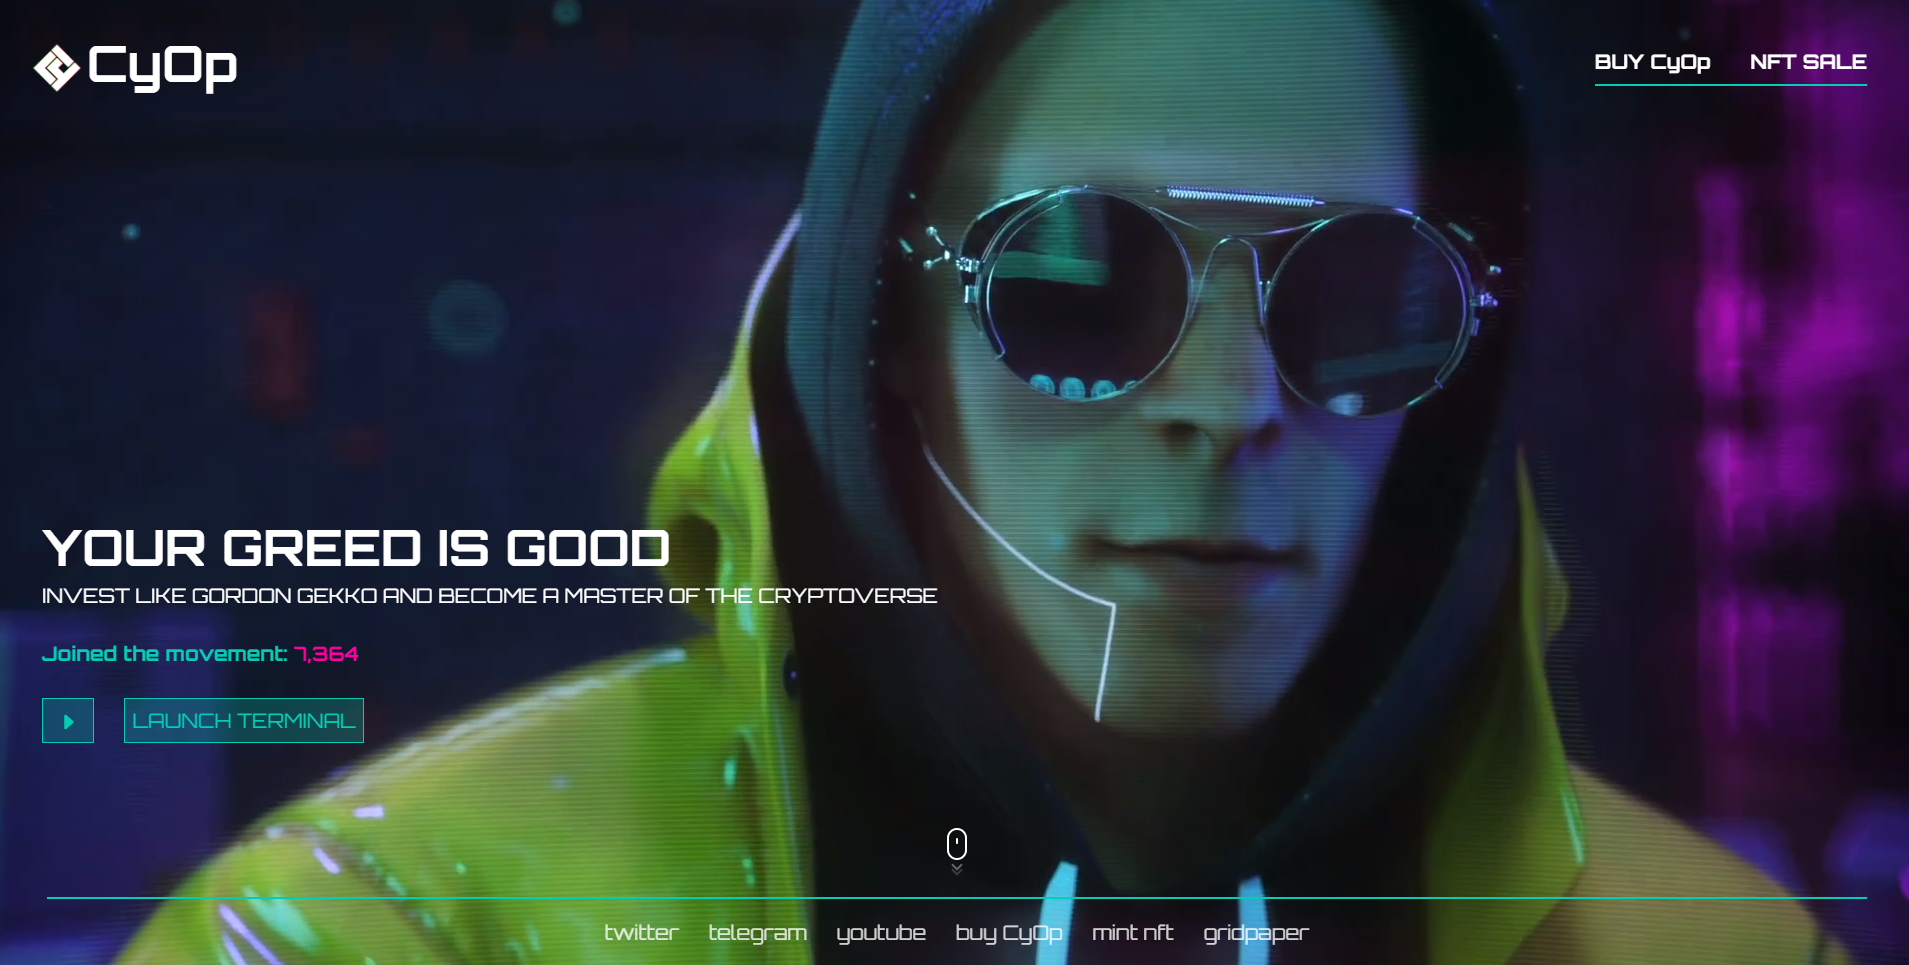 CyOp
BUY CyOp NFT SALE
YOUR GREED IS GOOD
INVEST LIKE GORDON GEKKO AND BECOME A MASTER OF THE CRYPTOVERSE
Joined the movement: 7,364
LAUNCH TERMINAL
twitter telegram youtube buy CyOp mint nft gridpaper